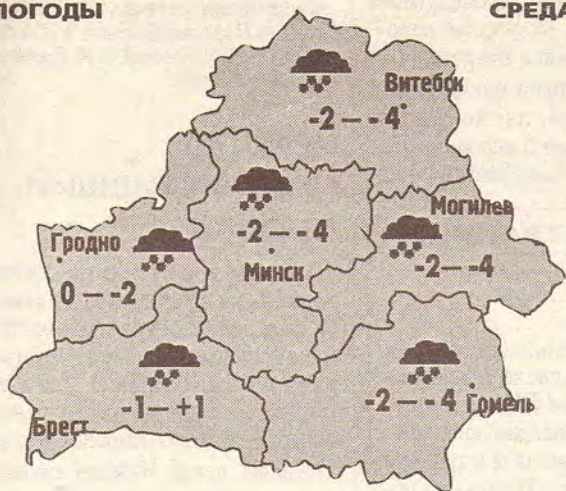 ПОГОДЫ
СРЕДА
Витебск
-2 — -4
-2 — -4
Минск
Могилев
-2— -4
Гродно
0 — -2
-1 — +1
Брест
-2 — -4
Гомель